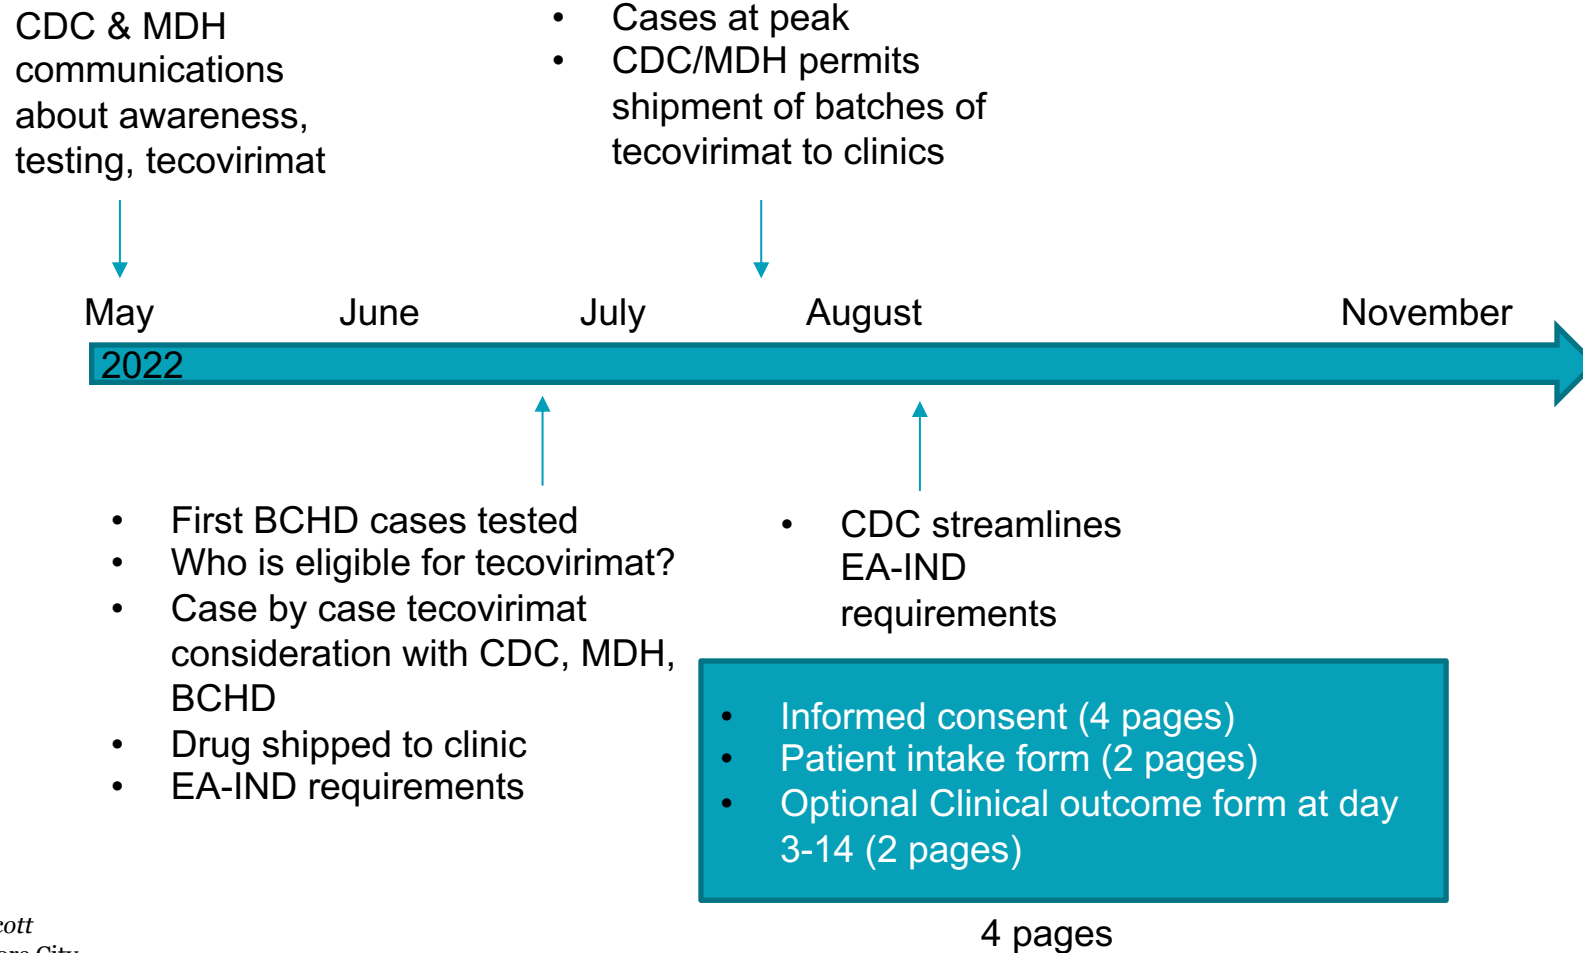 CDC & MDH
communications
about awareness,
testing, tecovirimat
• Cases at peak
• CDC/MDH permits
shipment of batches of
tecovirimat to clinics
May June July August November
2022
• First BCHD cases tested
• Who is eligible for tecovirimat?
• Case by case tecovirimat
consideration with CDC, MDH,
BCHD
• Drug shipped to clinic
• EA-IND requirements
• CDC streamlines
EA-IND
requirements
• Informed consent (4 pages)
• Patient intake form (2 pages)
• Optional Clinical outcome form at day
3-14 (2 pages)
4 pages
City